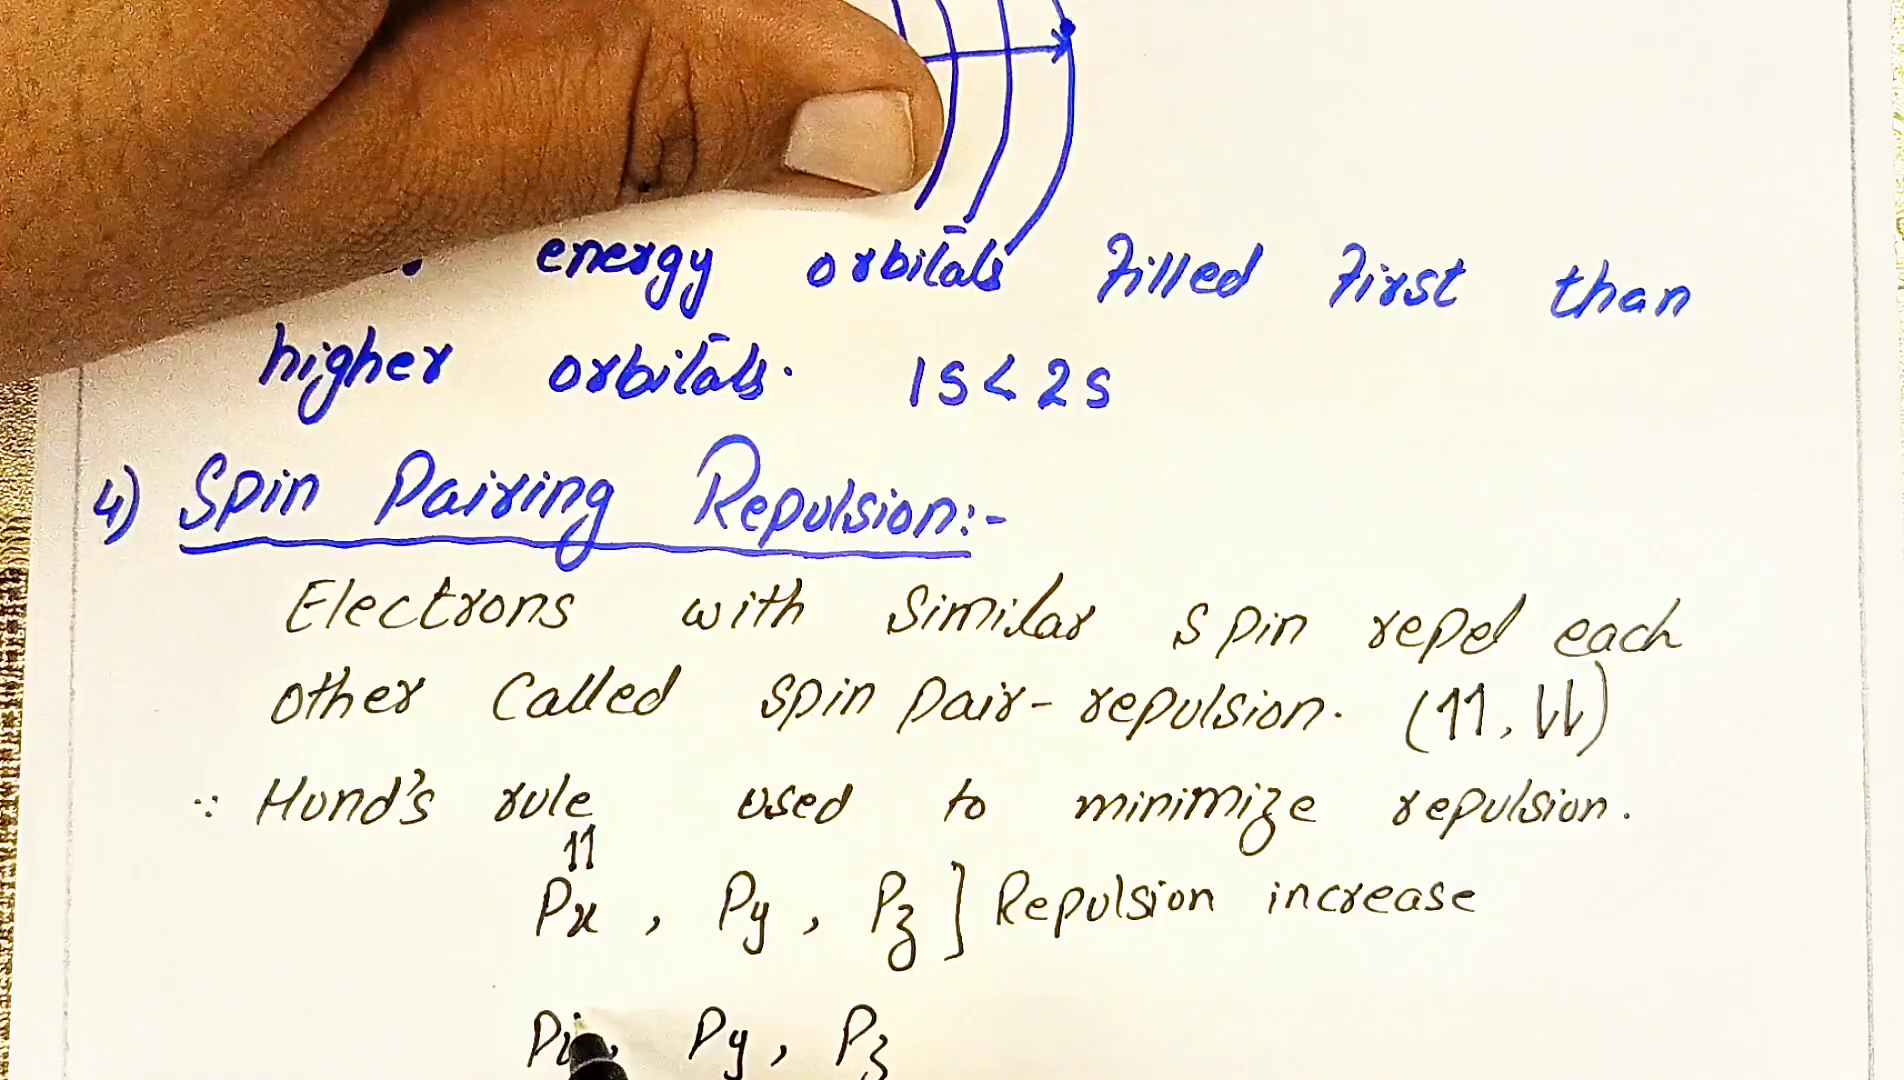 energy orbitals filled first than
higher orbitals. 1s < 2s
4) Spin Pairing Repulsion:-
Electrons with similar spin repel each
other called spin pair-repulsion. (↿↿, ⇂⇂)
∵ Hund's rule used to minimize repulsion.
↿↿
Px , Py , Pz ] Repulsion increase
Py , Pz